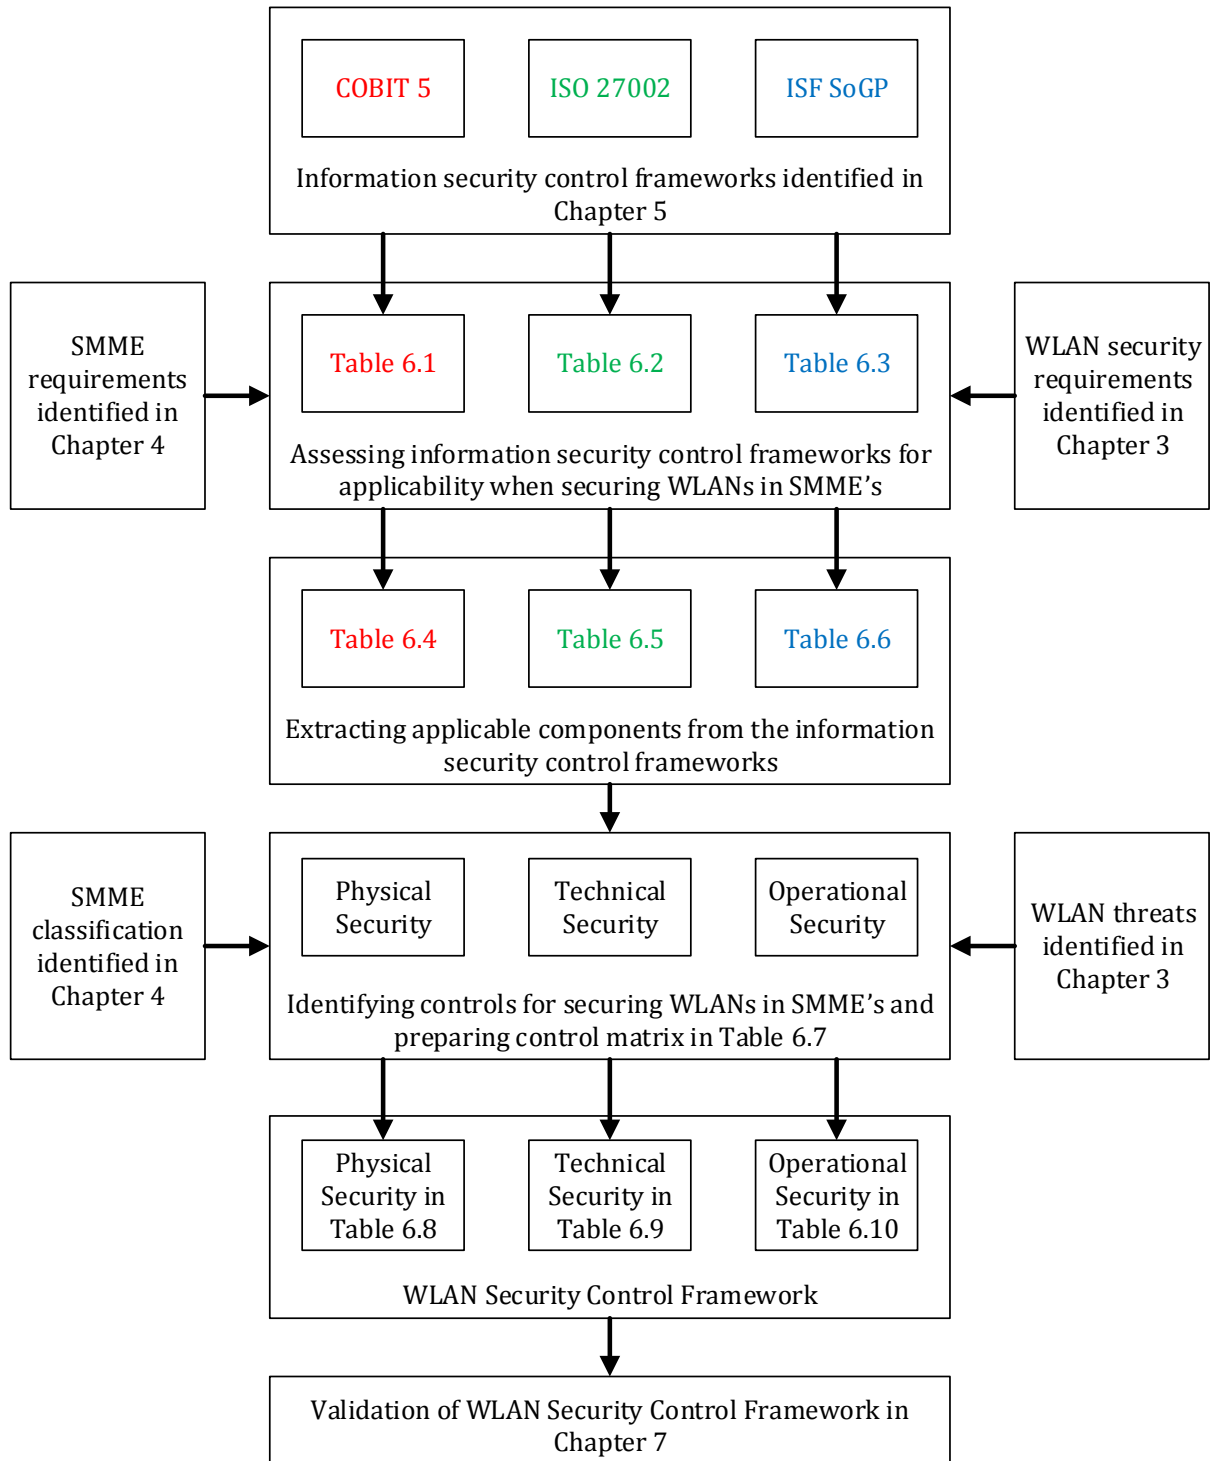 COBIT 5
ISO 27002
ISF SoGP
Information security control frameworks identified in
Chapter 5
SMME
requirements
identified in
Chapter 4
Table 6.1
Table 6.2
Table 6.3
Assessing information security control frameworks for
applicability when securing WLANs in SMME’s
WLAN security
requirements
identified in
Chapter 3
Table 6.4
Table 6.5
Table 6.6
Extracting applicable components from the information
security control frameworks
SMME
classification
identified in
Chapter 4
Physical
Security
Technical
Security
Operational
Security
Identifying controls for securing WLANs in SMME’s and
preparing control matrix in Table 6.7
WLAN threats
identified in
Chapter 3
Physical
Security in
Table 6.8
Technical
Security in
Table 6.9
Operational
Security in
Table 6.10
WLAN Security Control Framework
Validation of WLAN Security Control Framework in
Chapter 7